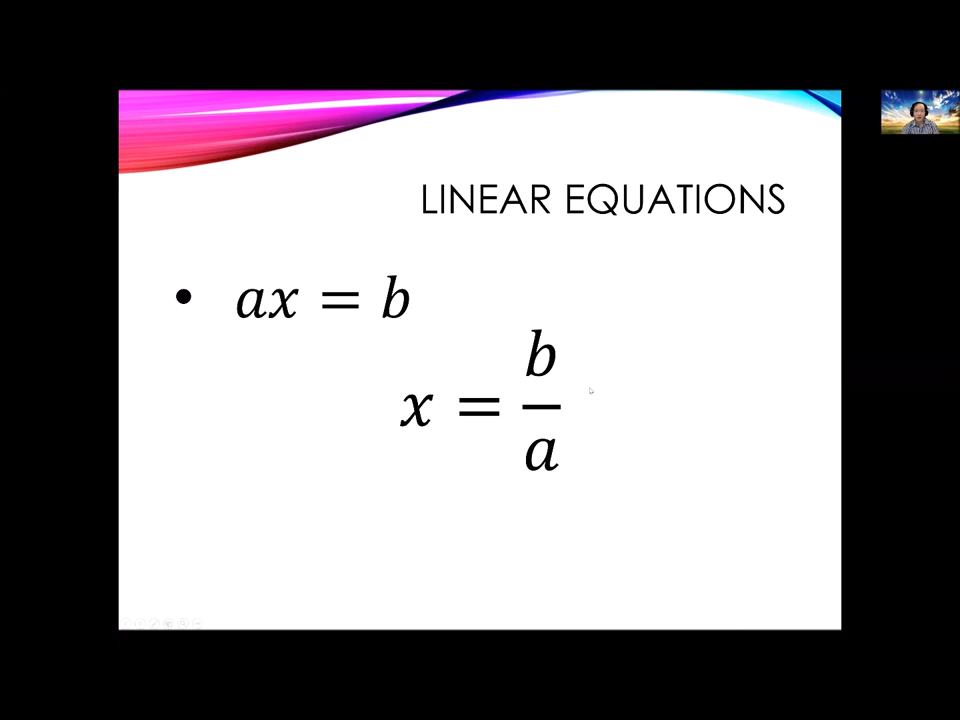 LINEAR EQUATIONS
• ax = b
x = b/a